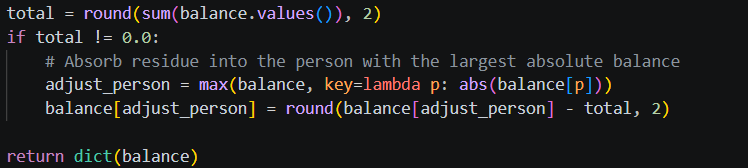 total = round(sum(balance.values()), 2)
if total != 0.0:
    # Absorb residue into the person with the largest absolute balance
    adjust_person = max(balance, key=lambda p: abs(balance[p]))
    balance[adjust_person] = round(balance[adjust_person] - total, 2)

return dict(balance)